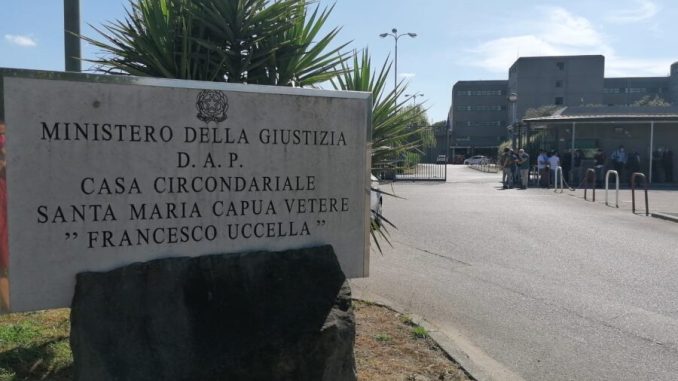 MINISTERO DELLA GIUSTIZIA
D.A.P.
CASA CIRCONDARIALE
SANTA MARIA CAPUA VETERE
" FRANCESCO UCCELLA "